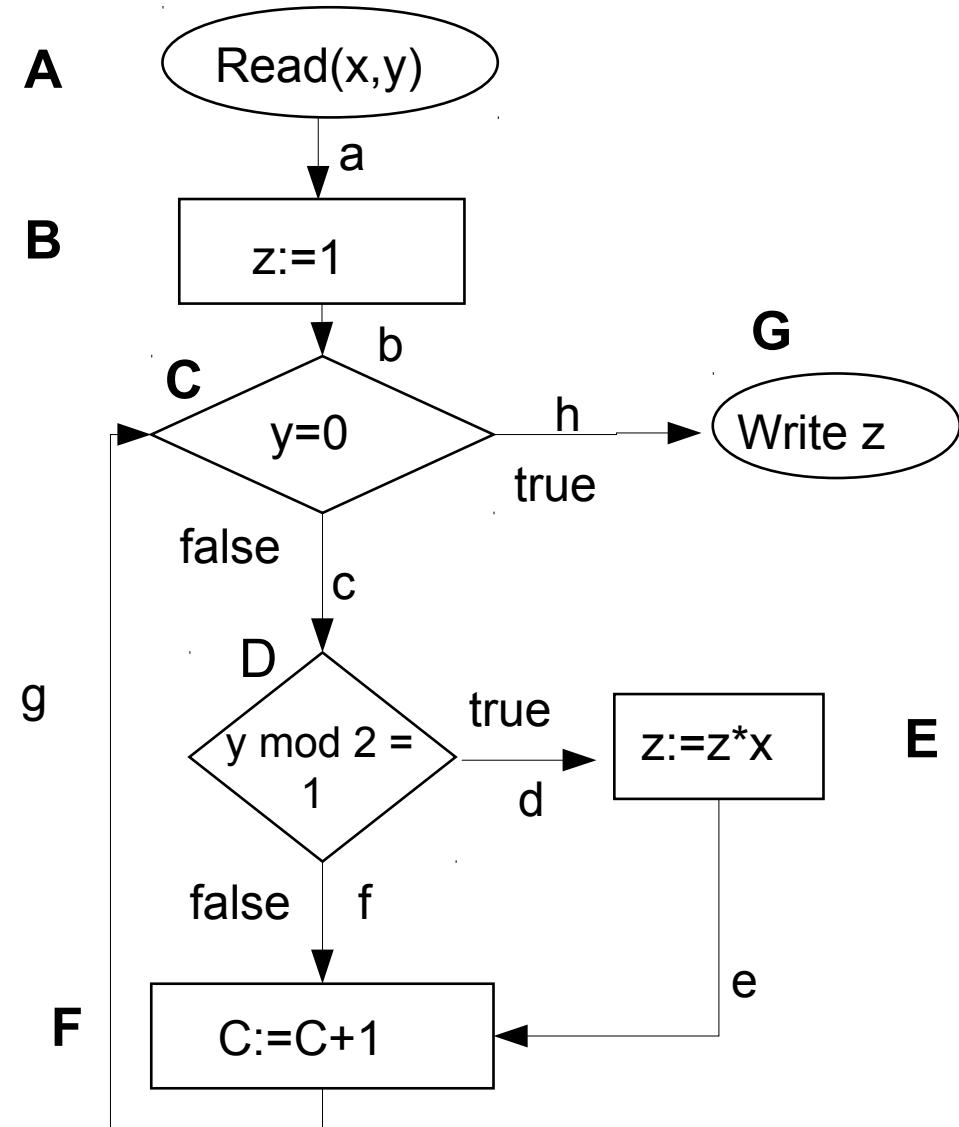 A
Read(x,y)
a
B
z:=1
b
G
C
y=0
h
Write z
true
false
c
D
g
true
y mod 2 =
1
z:=z*x
E
d
false
f
e
F
C:=C+1